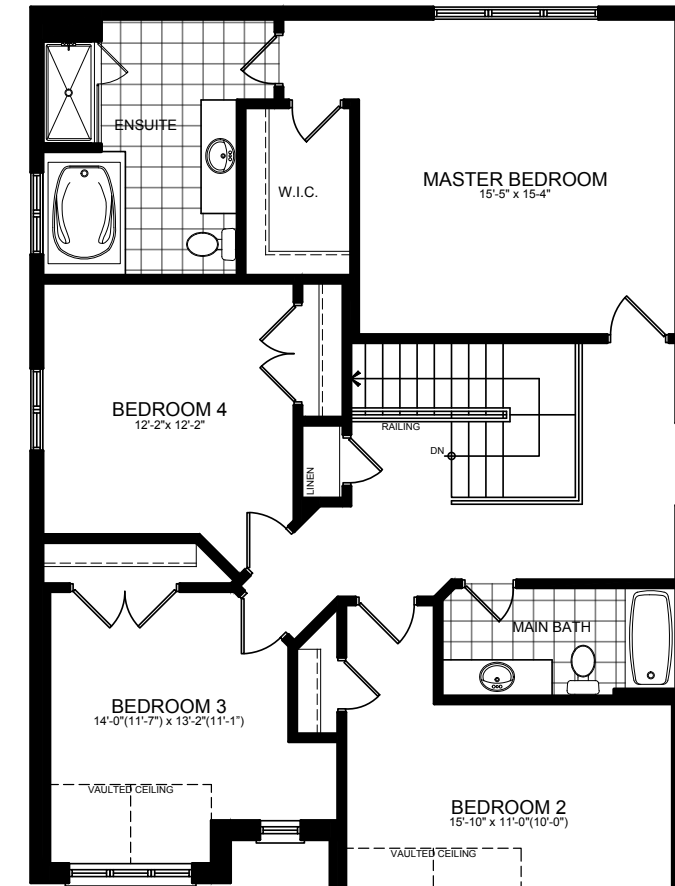 ENSUITE
W.I.C.
MASTER BEDROOM
15'-5" x 15-4"
BEDROOM 4
12'-2"x 12'-2"
RAILING
DN
LINEN
MAIN BATH
BEDROOM 3
14'-0"(11'-7") x 13'-2"(11'-1")
VAULTED CEILING
BEDROOM 2
15'-10" x 11'-0"(10'-0")
VAULTED CEILING